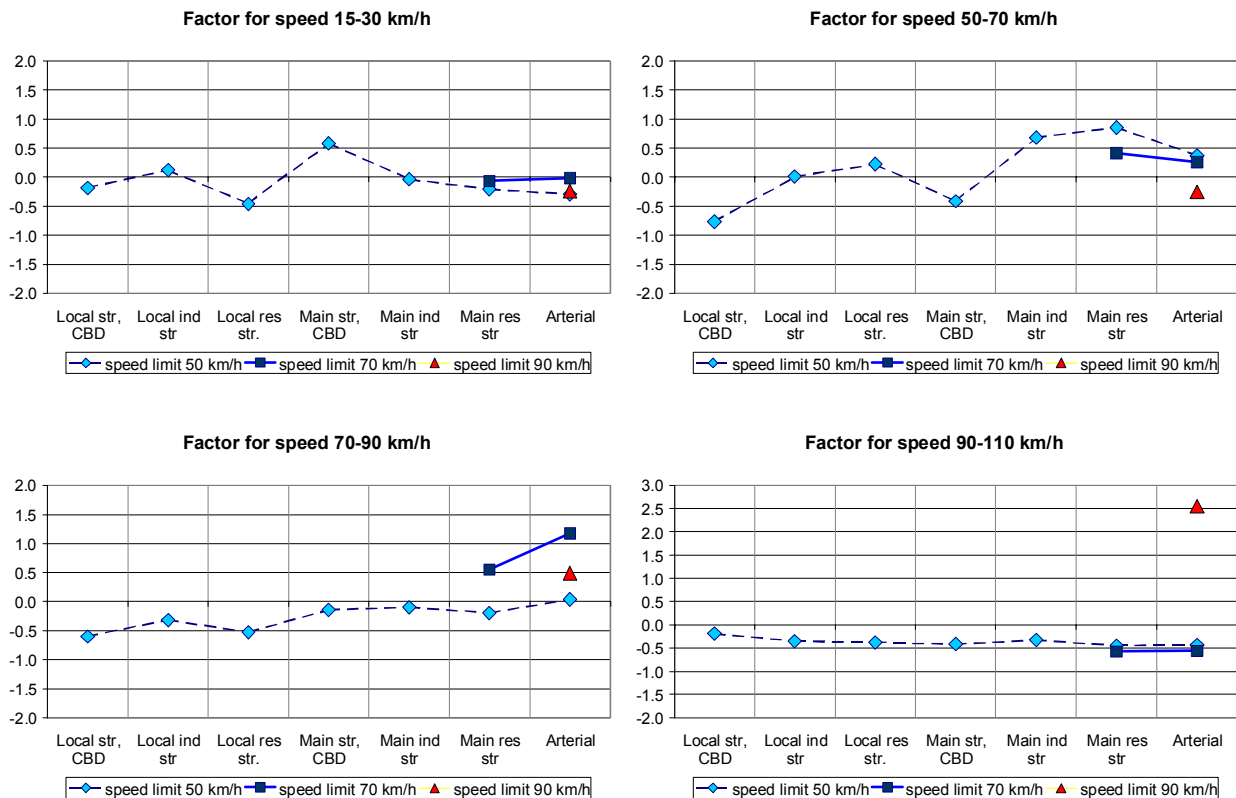 Factor for speed 15-30 km/h
2.0
1.5
1.0
0.5
0.0
-0.5
-1.0
-1.5
-2.0
Local str, CBD
Local ind str
Local res str.
Main str, CBD
Main ind str
Main res str
Arterial
speed limit 50 km/h speed limit 70 km/h speed limit 90 km/h
Factor for speed 50-70 km/h
2.0
1.5
1.0
0.5
0.0
-0.5
-1.0
-1.5
-2.0
Local str, CBD
Local ind str
Local res str.
Main str, CBD
Main ind str
Main res str
Arterial
speed limit 50 km/h speed limit 70 km/h speed limit 90 km/h
Factor for speed 70-90 km/h
2.0
1.5
1.0
0.5
0.0
-0.5
-1.0
-1.5
-2.0
Local str, CBD
Local ind str
Local res str.
Main str, CBD
Main ind str
Main res str
Arterial
speed limit 50 km/h speed limit 70 km/h speed limit 90 km/h
Factor for speed 90-110 km/h
3.0
2.5
2.0
1.5
1.0
0.5
0.0
-0.5
-1.0
-1.5
-2.0
Local str, CBD
Local ind str
Local res str.
Main str, CBD
Main ind str
Main res str
Arterial
speed limit 50 km/h speed limit 70 km/h speed limit 90 km/h